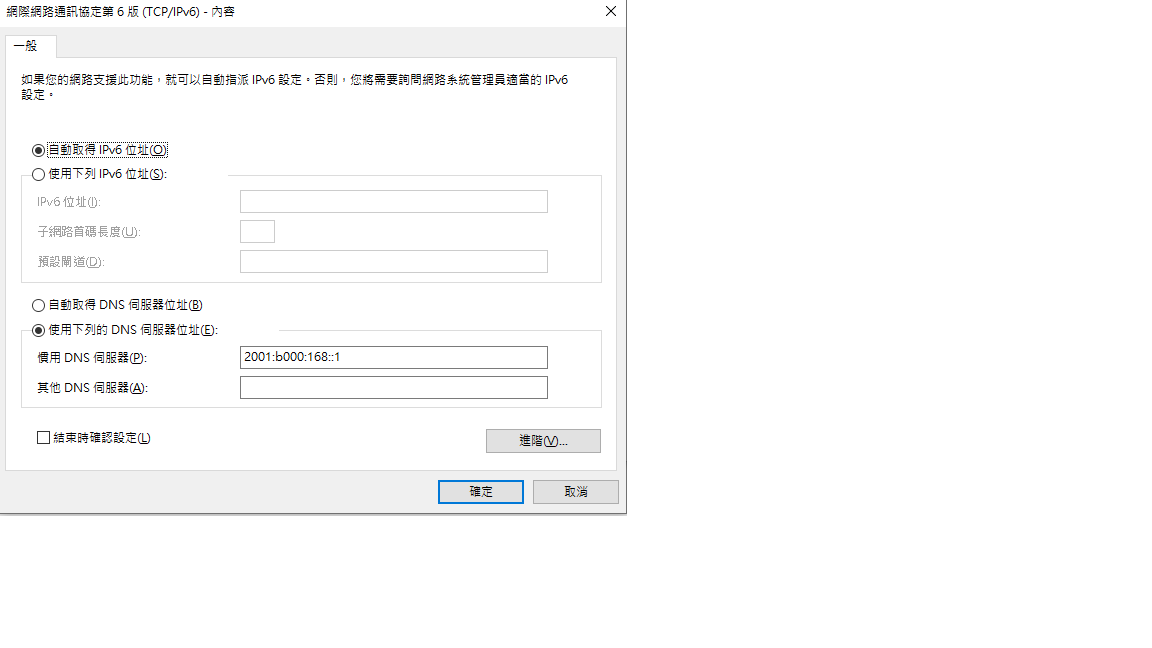 網際網路通訊協定第 6 版 (TCP/IPv6) - 內容
一般
如果您的網路支援此功能，就可以自動指派 IPv6 設定。否則，您將需要詢問網路系統管理員適當的 IPv6
設定。
自動取得 IPv6 位址(O)
使用下列 IPv6 位址(S):
IPv6 位址(I):
子網路首碼長度(U):
預設閘道(D):
自動取得 DNS 伺服器位址(B)
使用下列的 DNS 伺服器位址(E):
慣用 DNS 伺服器(P):
2001:b000:168::1
其他 DNS 伺服器(A):
結束時確認設定(L)
進階(V)...
確定
取消